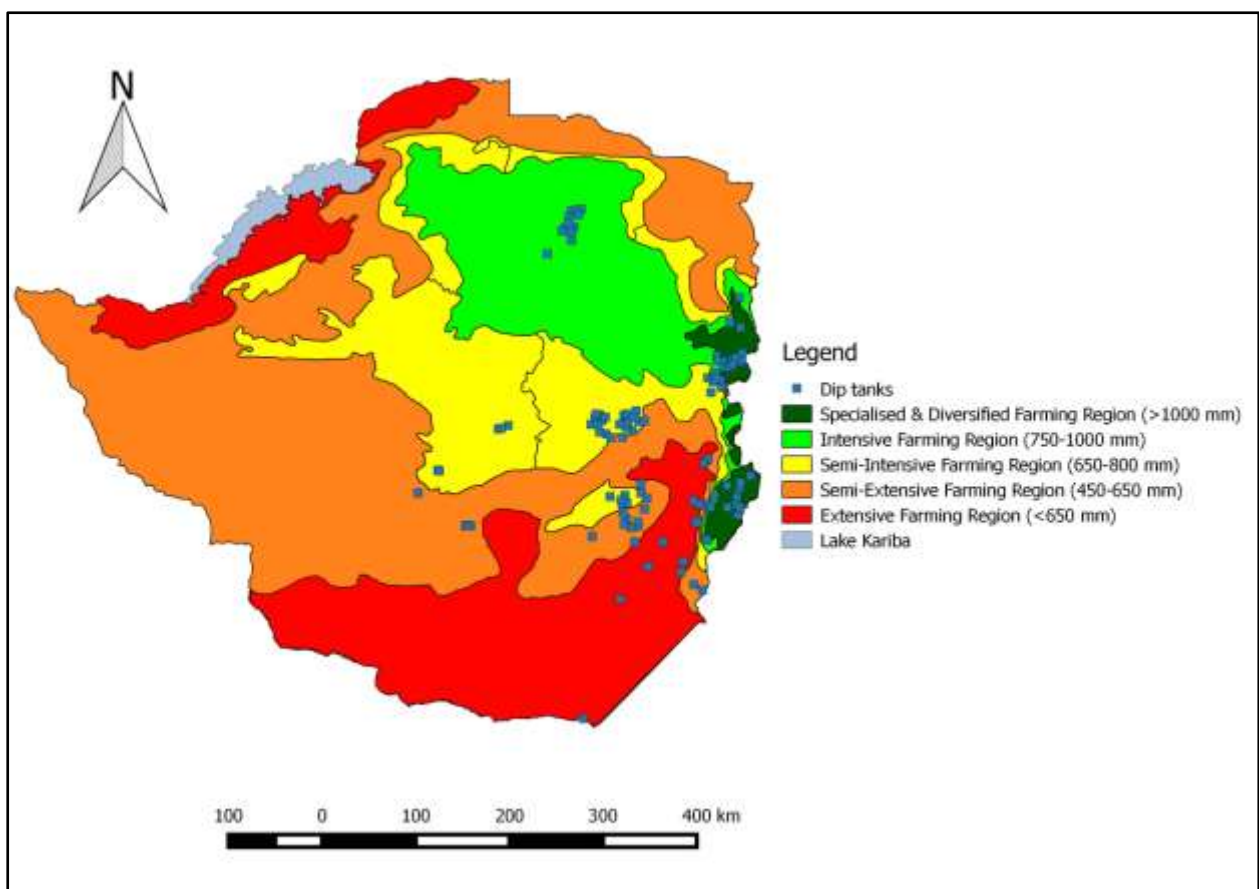 N
Legend
Dip tanks
Specialised & Diversified Farming Region (>1000 mm)
Intensive Farming Region (750-1000 mm)
Semi-Intensive Farming Region (650-800 mm)
Semi-Extensive Farming Region (450-650 mm)
Extensive Farming Region (<650 mm)
Lake Kariba
100 0 100 200 300 400 km